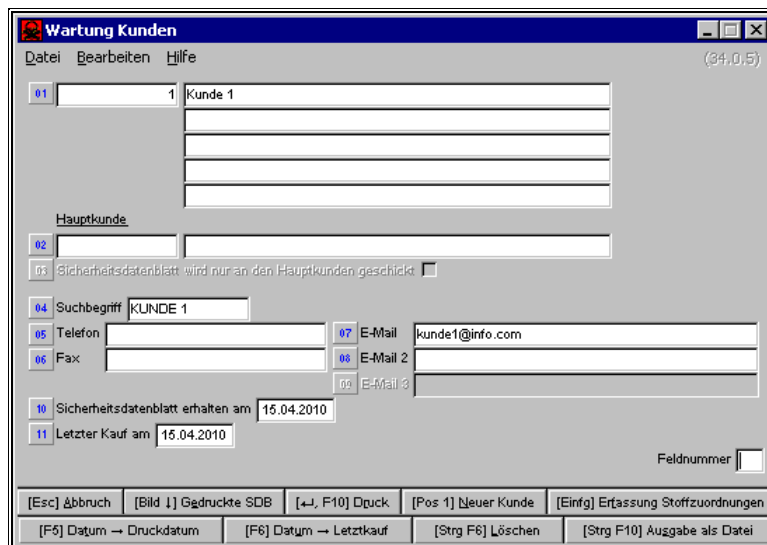 Wartung Kunden
Datei Bearbeiten Hilfe (34.0.5)
01 1 Kunde 1
Hauptkunde
02
03 Sicherheitsdatenblatt wird nur an den Hauptkunden geschickt
04 Suchbegriff KUNDE 1
05 Telefon 07 E-Mail kunde1@info.com
06 Fax 08 E-Mail 2
09 E-Mail 3
10 Sicherheitsdatenblatt erhalten am 15.04.2010
11 Letzter Kauf am 15.04.2010
Feldnummer
[Esc] Abbruch [Bild ↓] Gedruckte SDB [↵, F10] Druck [Pos 1] Neuer Kunde [Einfg] Erfassung Stoffzuordnungen
[F5] Datum → Druckdatum [F6] Datum → Letztkauf [Strg F6] Löschen [Strg F10] Ausgabe als Datei